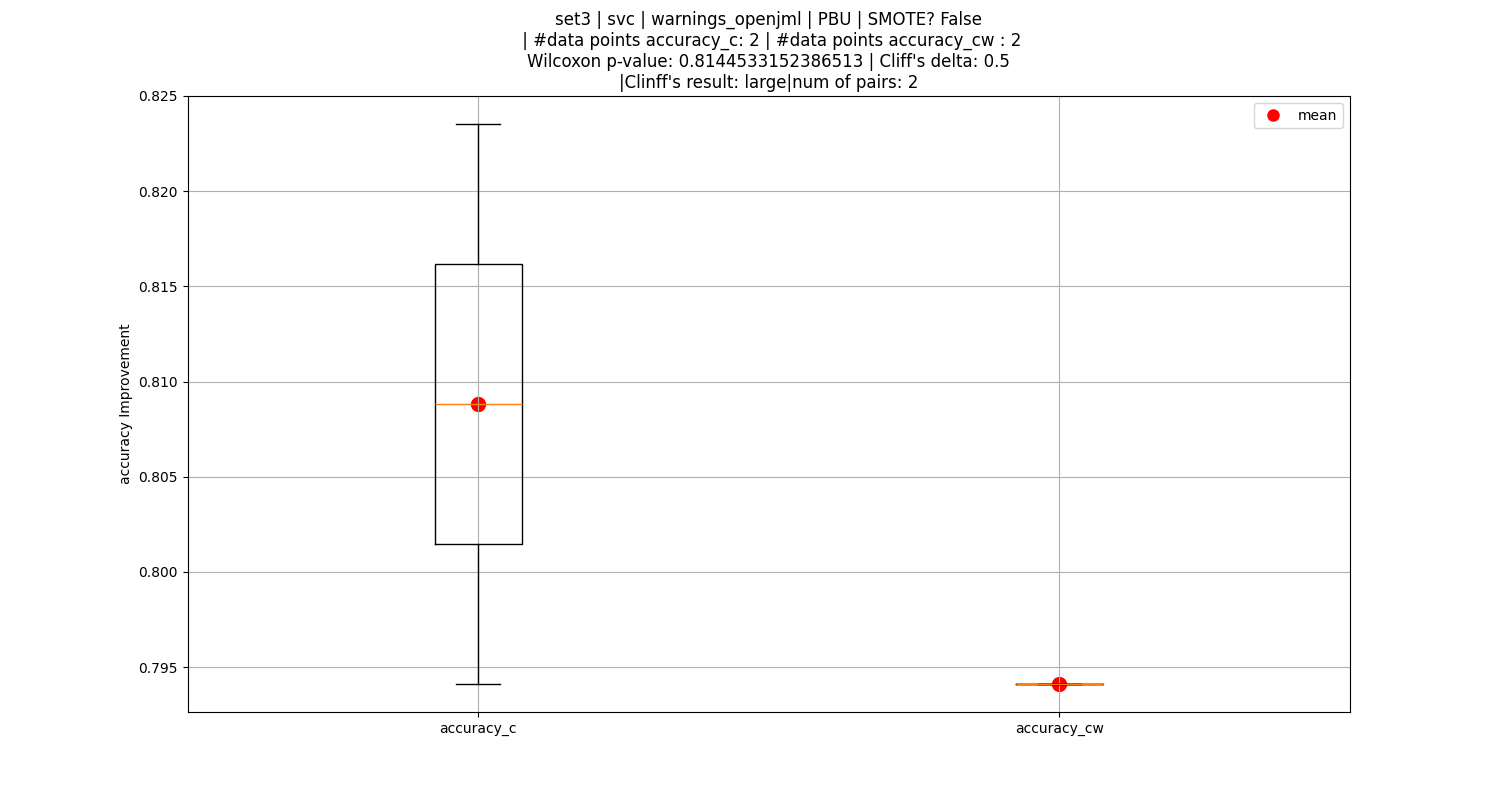 set3 | svc | warnings_openjml | PBU | SMOTE? False
| #data points accuracy_c: 2 | #data points accuracy_cw : 2
Wilcoxon p-value: 0.8144533152386513 | Cliff's delta: 0.5
|Clinff's result: large|num of pairs: 2
mean
accuracy Improvement
0.825
0.820
0.815
0.810
0.805
0.800
0.795
accuracy_c
accuracy_cw